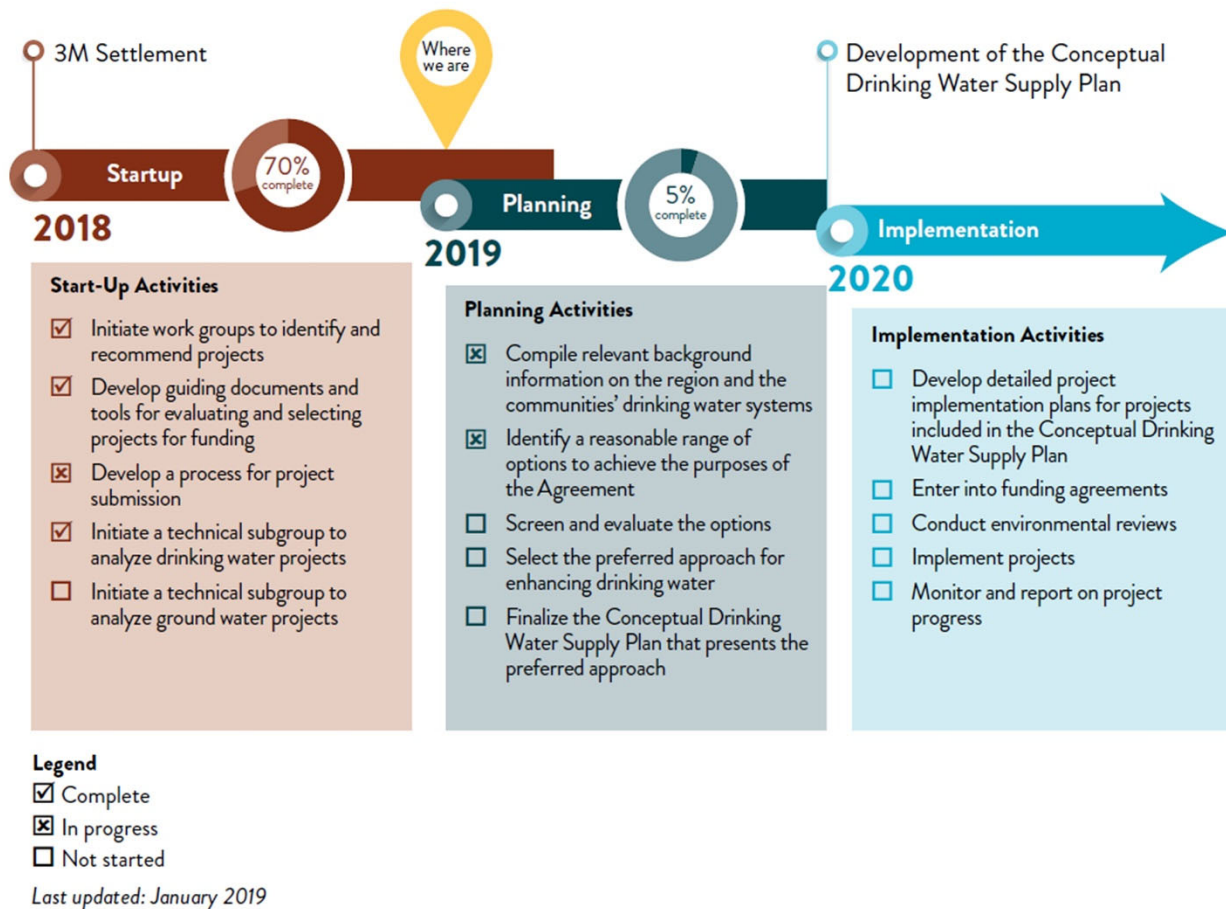 3M Settlement
Where
we are
Development of the Conceptual
Drinking Water Supply Plan
Startup
70%
complete
2018
Planning
5%
complete
2019
Implementation
2020
Start-Up Activities
Initiate work groups to identify and
recommend projects
Develop guiding documents and
tools for evaluating and selecting
projects for funding
Develop a process for project
submission
Initiate a technical subgroup to
analyze drinking water projects
Initiate a technical subgroup to
analyze ground water projects
Planning Activities
Compile relevant background
information on the region and the
communities’ drinking water systems
Identify a reasonable range of
options to achieve the purposes of
the Agreement
Screen and evaluate the options
Select the preferred approach for
enhancing drinking water
Finalize the Conceptual Drinking
Water Supply Plan that presents the
preferred approach
Implementation Activities
Develop detailed project
implementation plans for projects
included in the Conceptual Drinking
Water Supply Plan
Enter into funding agreements
Conduct environmental reviews
Implement projects
Monitor and report on project
progress
Legend
Complete
In progress
Not started
Last updated: January 2019